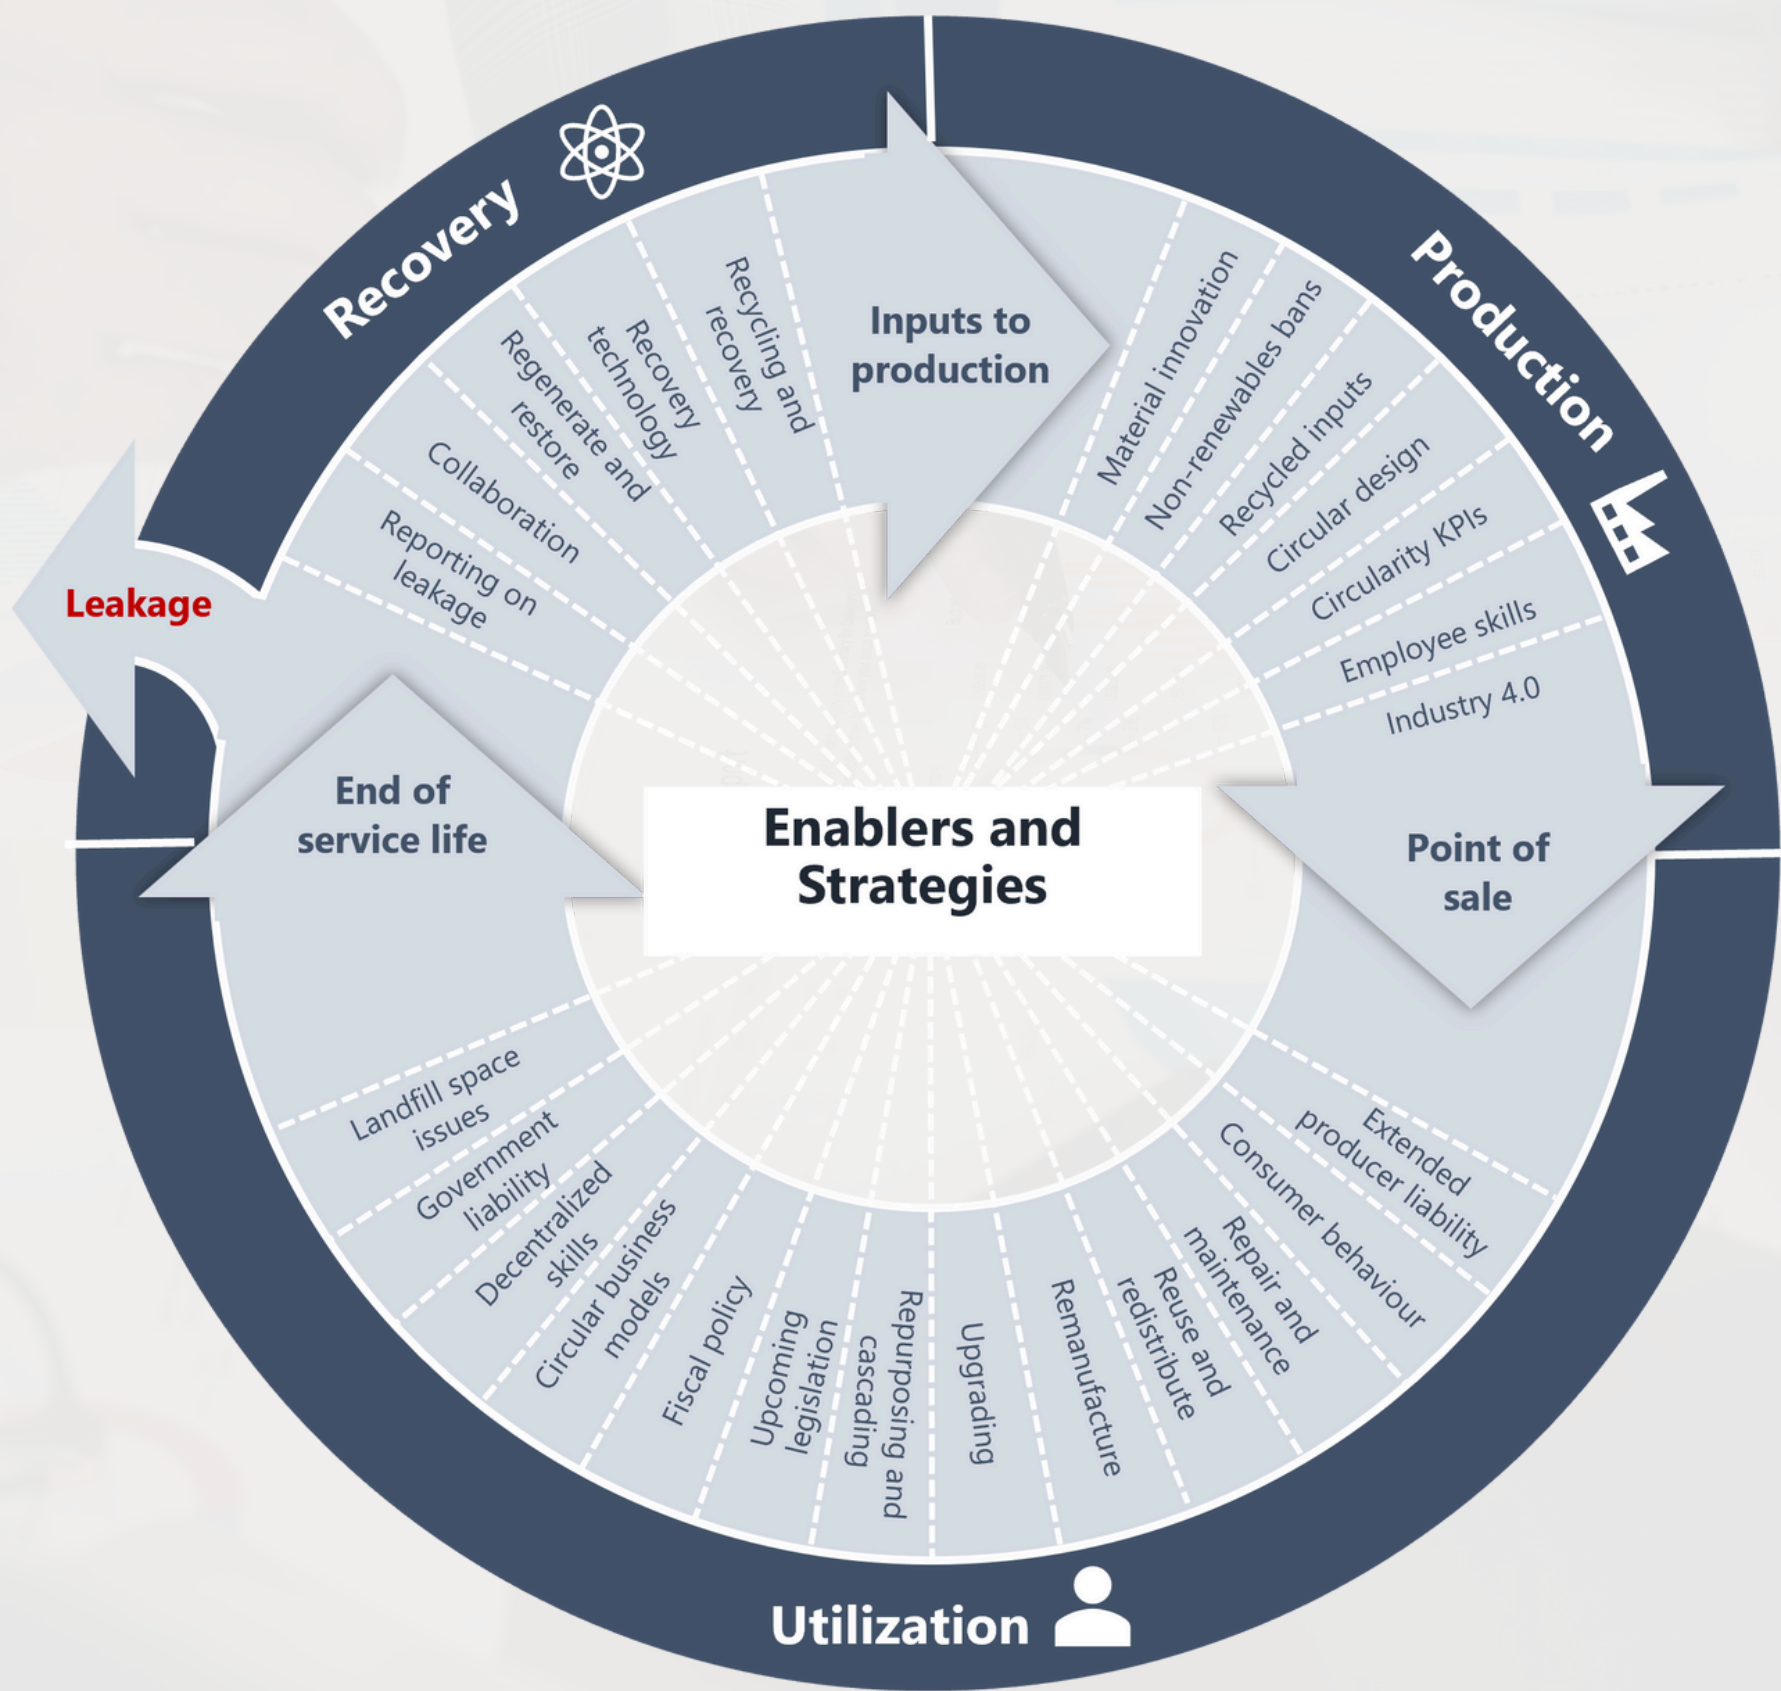 Recovery
Production
Utilization
Leakage
Inputs to
production
Point of
sale
End of
service life
Enablers and
Strategies
Material innovation
Non-renewables bans
Recycled inputs
Circular design
Circularity KPIs
Employee skills
Industry 4.0
Extended
producer liability
Consumer behaviour
Repair and
maintenance
Reuse and
redistribute
Remanufacture
Upgrading
Repurposing and
cascading
Upcoming
legislation
Fiscal policy
Circular business
models
Decentralized
skills
Government
liability
Landfill space
issues
Reporting on
leakage
Collaboration
Regenerate and
restore
Recovery
technology
Recycling and
recovery